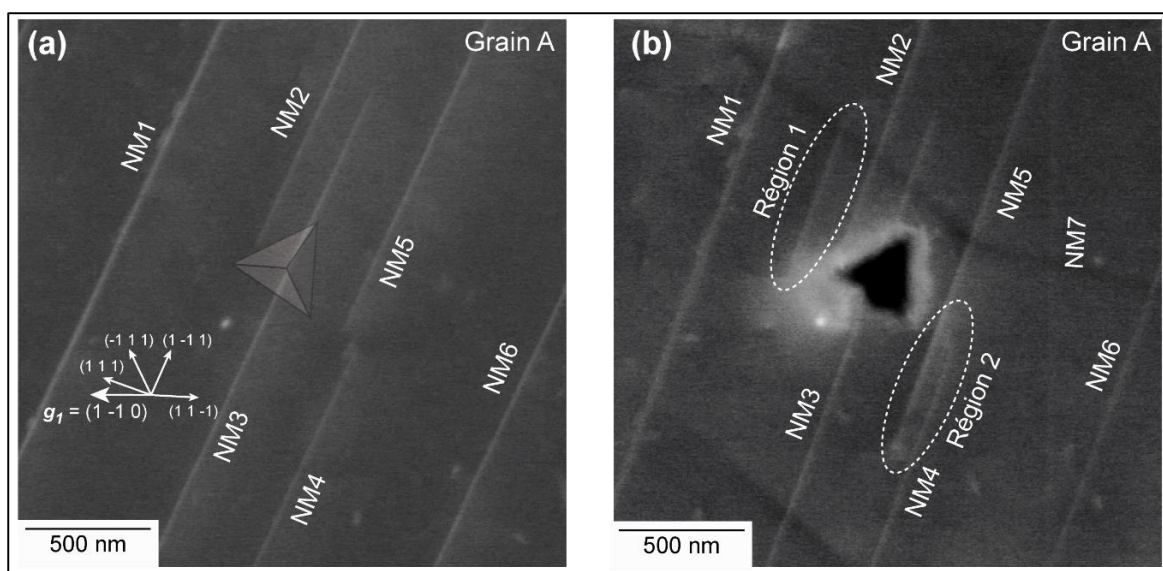 (a)
Grain A
NM1
NM2
NM5
(-1 1 1)
(1 -1 1)
(1 1 1)
g1 = (1 -1 0)
(1 1 -1)
NM3
NM6
NM4
500 nm
(b)
Grain A
NM2
NM1
Région 1
NM5
NM7
NM3
NM6
Région 2
NM4
500 nm